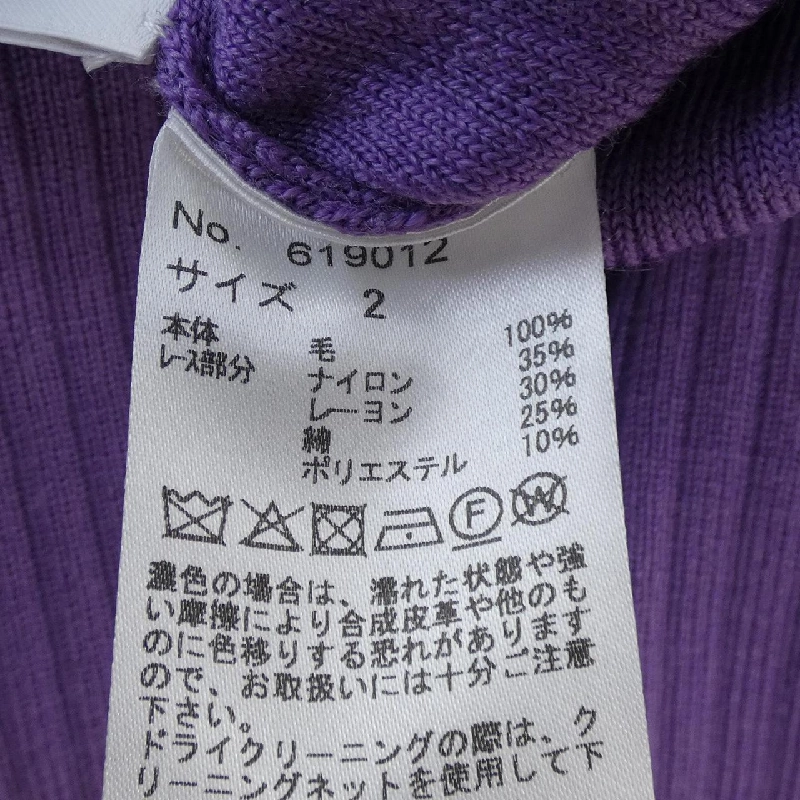 No. 619012
サイズ 2
本体 毛 100%
レース部分 ナイロン 35%
レーヨン 30%
綿 25%
ポリエステル 10%
F W
濃色の場合は、濡れた状態や強
い摩擦により合成皮革や他のも
のに色移りする恐れがあります
ので、お取扱いには十分ご注意
下さい。
ドライクリーニングの際は、ク
リーニングネットを使用して下